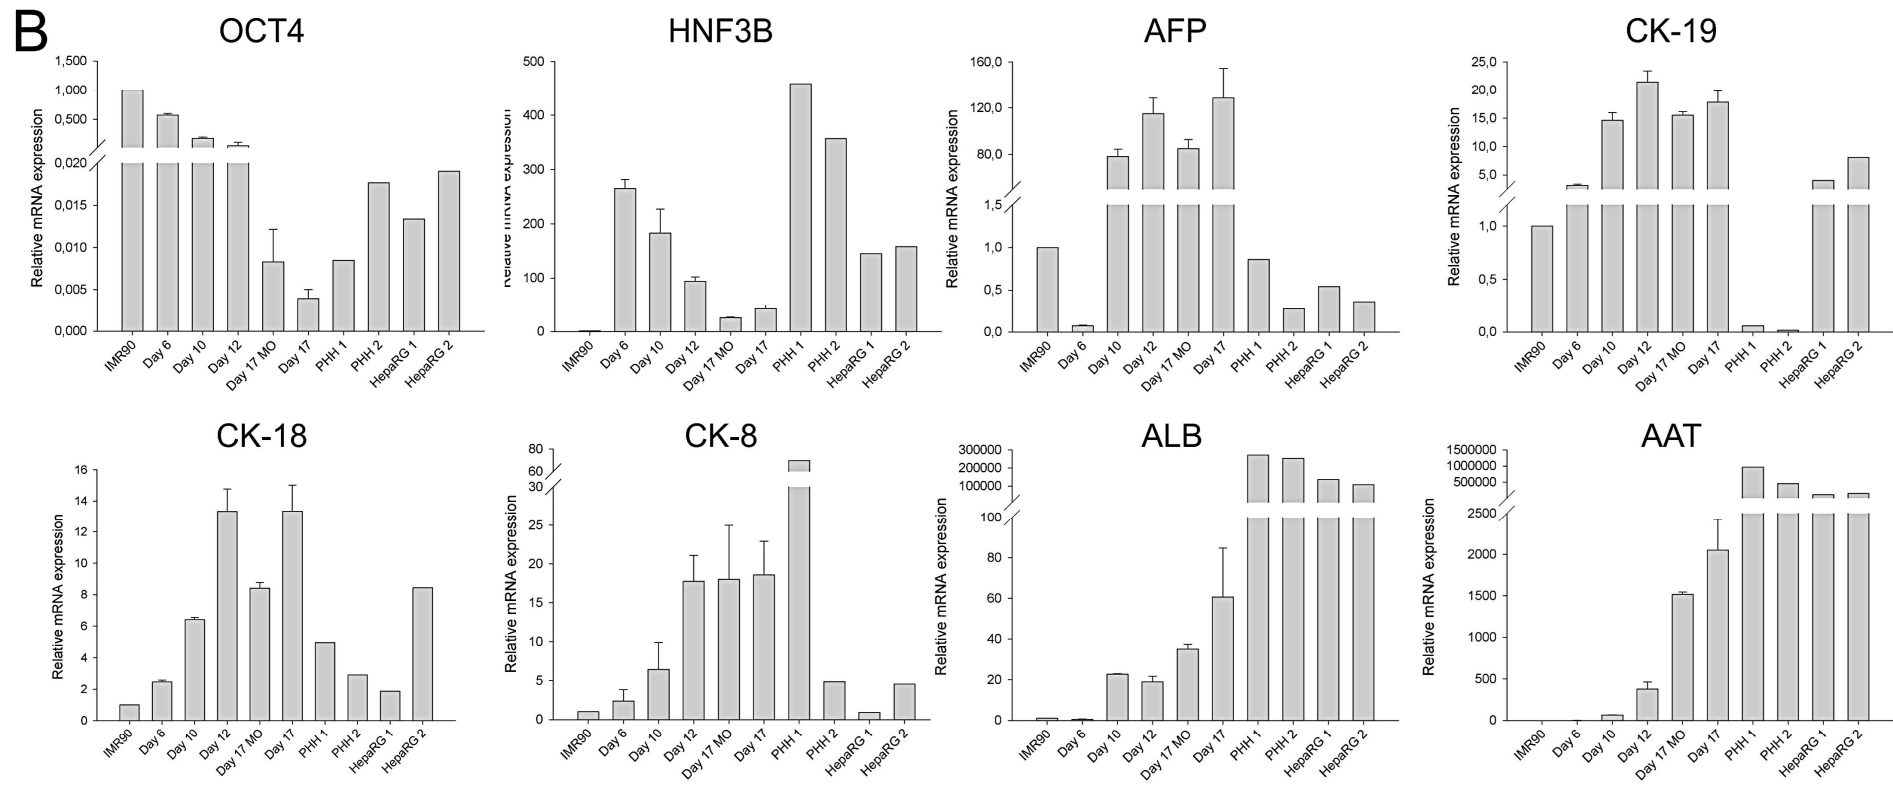 B
OCT4
Relative mRNA expression
1,500
1,000
0,500
0,020
0,015
0,010
0,005
0,000
IMR90
Day 6
Day 10
Day 12
Day 17 MO
Day 17
PHH 1
PHH 2
HepaRG 1
HepaRG 2
HNF3B
mRNA expression
500
400
300
200
100
0
IMR90
Day 6
Day 10
Day 12
Day 17 MO
Day 17
PHH 1
PHH 2
HepaRG 1
HepaRG 2
AFP
Relative mRNA expression
160,0
120,0
80,0
1,5
1,0
0,5
0,0
IMR90
Day 6
Day 10
Day 12
Day 17 MO
Day 17
PHH 1
PHH 2
HepaRG 1
HepaRG 2
CK-19
Relative mRNA expression
25,0
20,0
15,0
10,0
5,0
1,0
0,5
0,0
IMR90
Day 6
Day 10
Day 12
Day 17 MO
Day 17
PHH 1
PHH 2
HepaRG 1
HepaRG 2
CK-18
Relative mRNA expression
16
14
12
10
8
6
4
2
0
IMR90
Day 6
Day 10
Day 12
Day 17 MO
Day 17
PHH 1
PHH 2
HepaRG 1
HepaRG 2
CK-8
Relative mRNA expression
80
60
30
25
20
15
10
5
0
IMR90
Day 6
Day 10
Day 12
Day 17 MO
Day 17
PHH 1
PHH 2
HepaRG 1
HepaRG 2
ALB
Relative mRNA expression
300000
200000
100000
100
80
60
40
20
0
IMR90
Day 6
Day 10
Day 12
Day 17 MO
Day 17
PHH 1
PHH 2
HepaRG 1
HepaRG 2
AAT
Relative mRNA expression
1500000
1000000
500000
2500
2000
1500
1000
500
0
IMR90
Day 6
Day 10
Day 12
Day 17 MO
Day 17
PHH 1
PHH 2
HepaRG 1
HepaRG 2